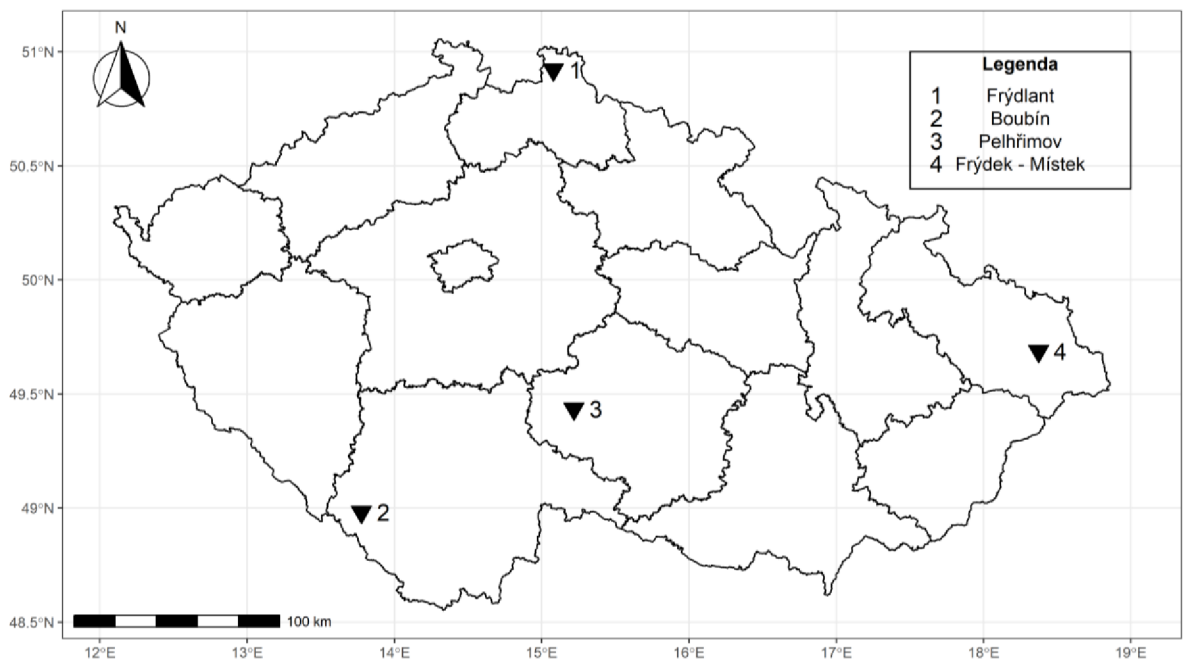 N
51°N
50.5°N
50°N
49.5°N
49°N
48.5°N
1
2
3
4
Legenda
1 Frýdlant
2 Boubín
3 Pelhřimov
4 Frýdek - Místek
100 km
12°E 13°E 14°E 15°E 16°E 17°E 18°E 19°E